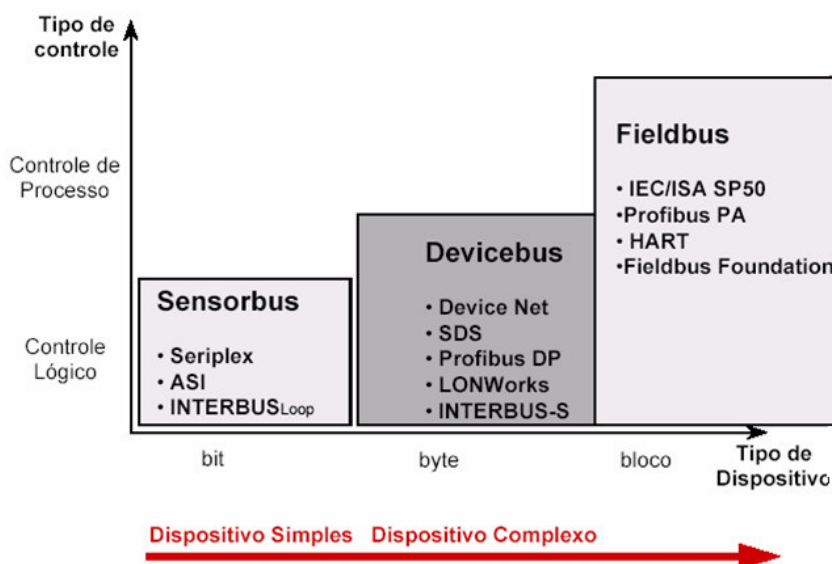 Tipo de
controle
Controle de
Processo
Controle
Lógico
Sensorbus
• Seriplex
• ASI
• INTERBUSLoop
Devicebus
• Device Net
• SDS
• Profibus DP
• LONWorks
• INTERBUS-S
Fieldbus
• IEC/ISA SP50
•Profibus PA
• HART
•Fieldbus Foundation
bit
byte
bloco
Tipo de
Dispositivo
Dispositivo Simples
Dispositivo Complexo